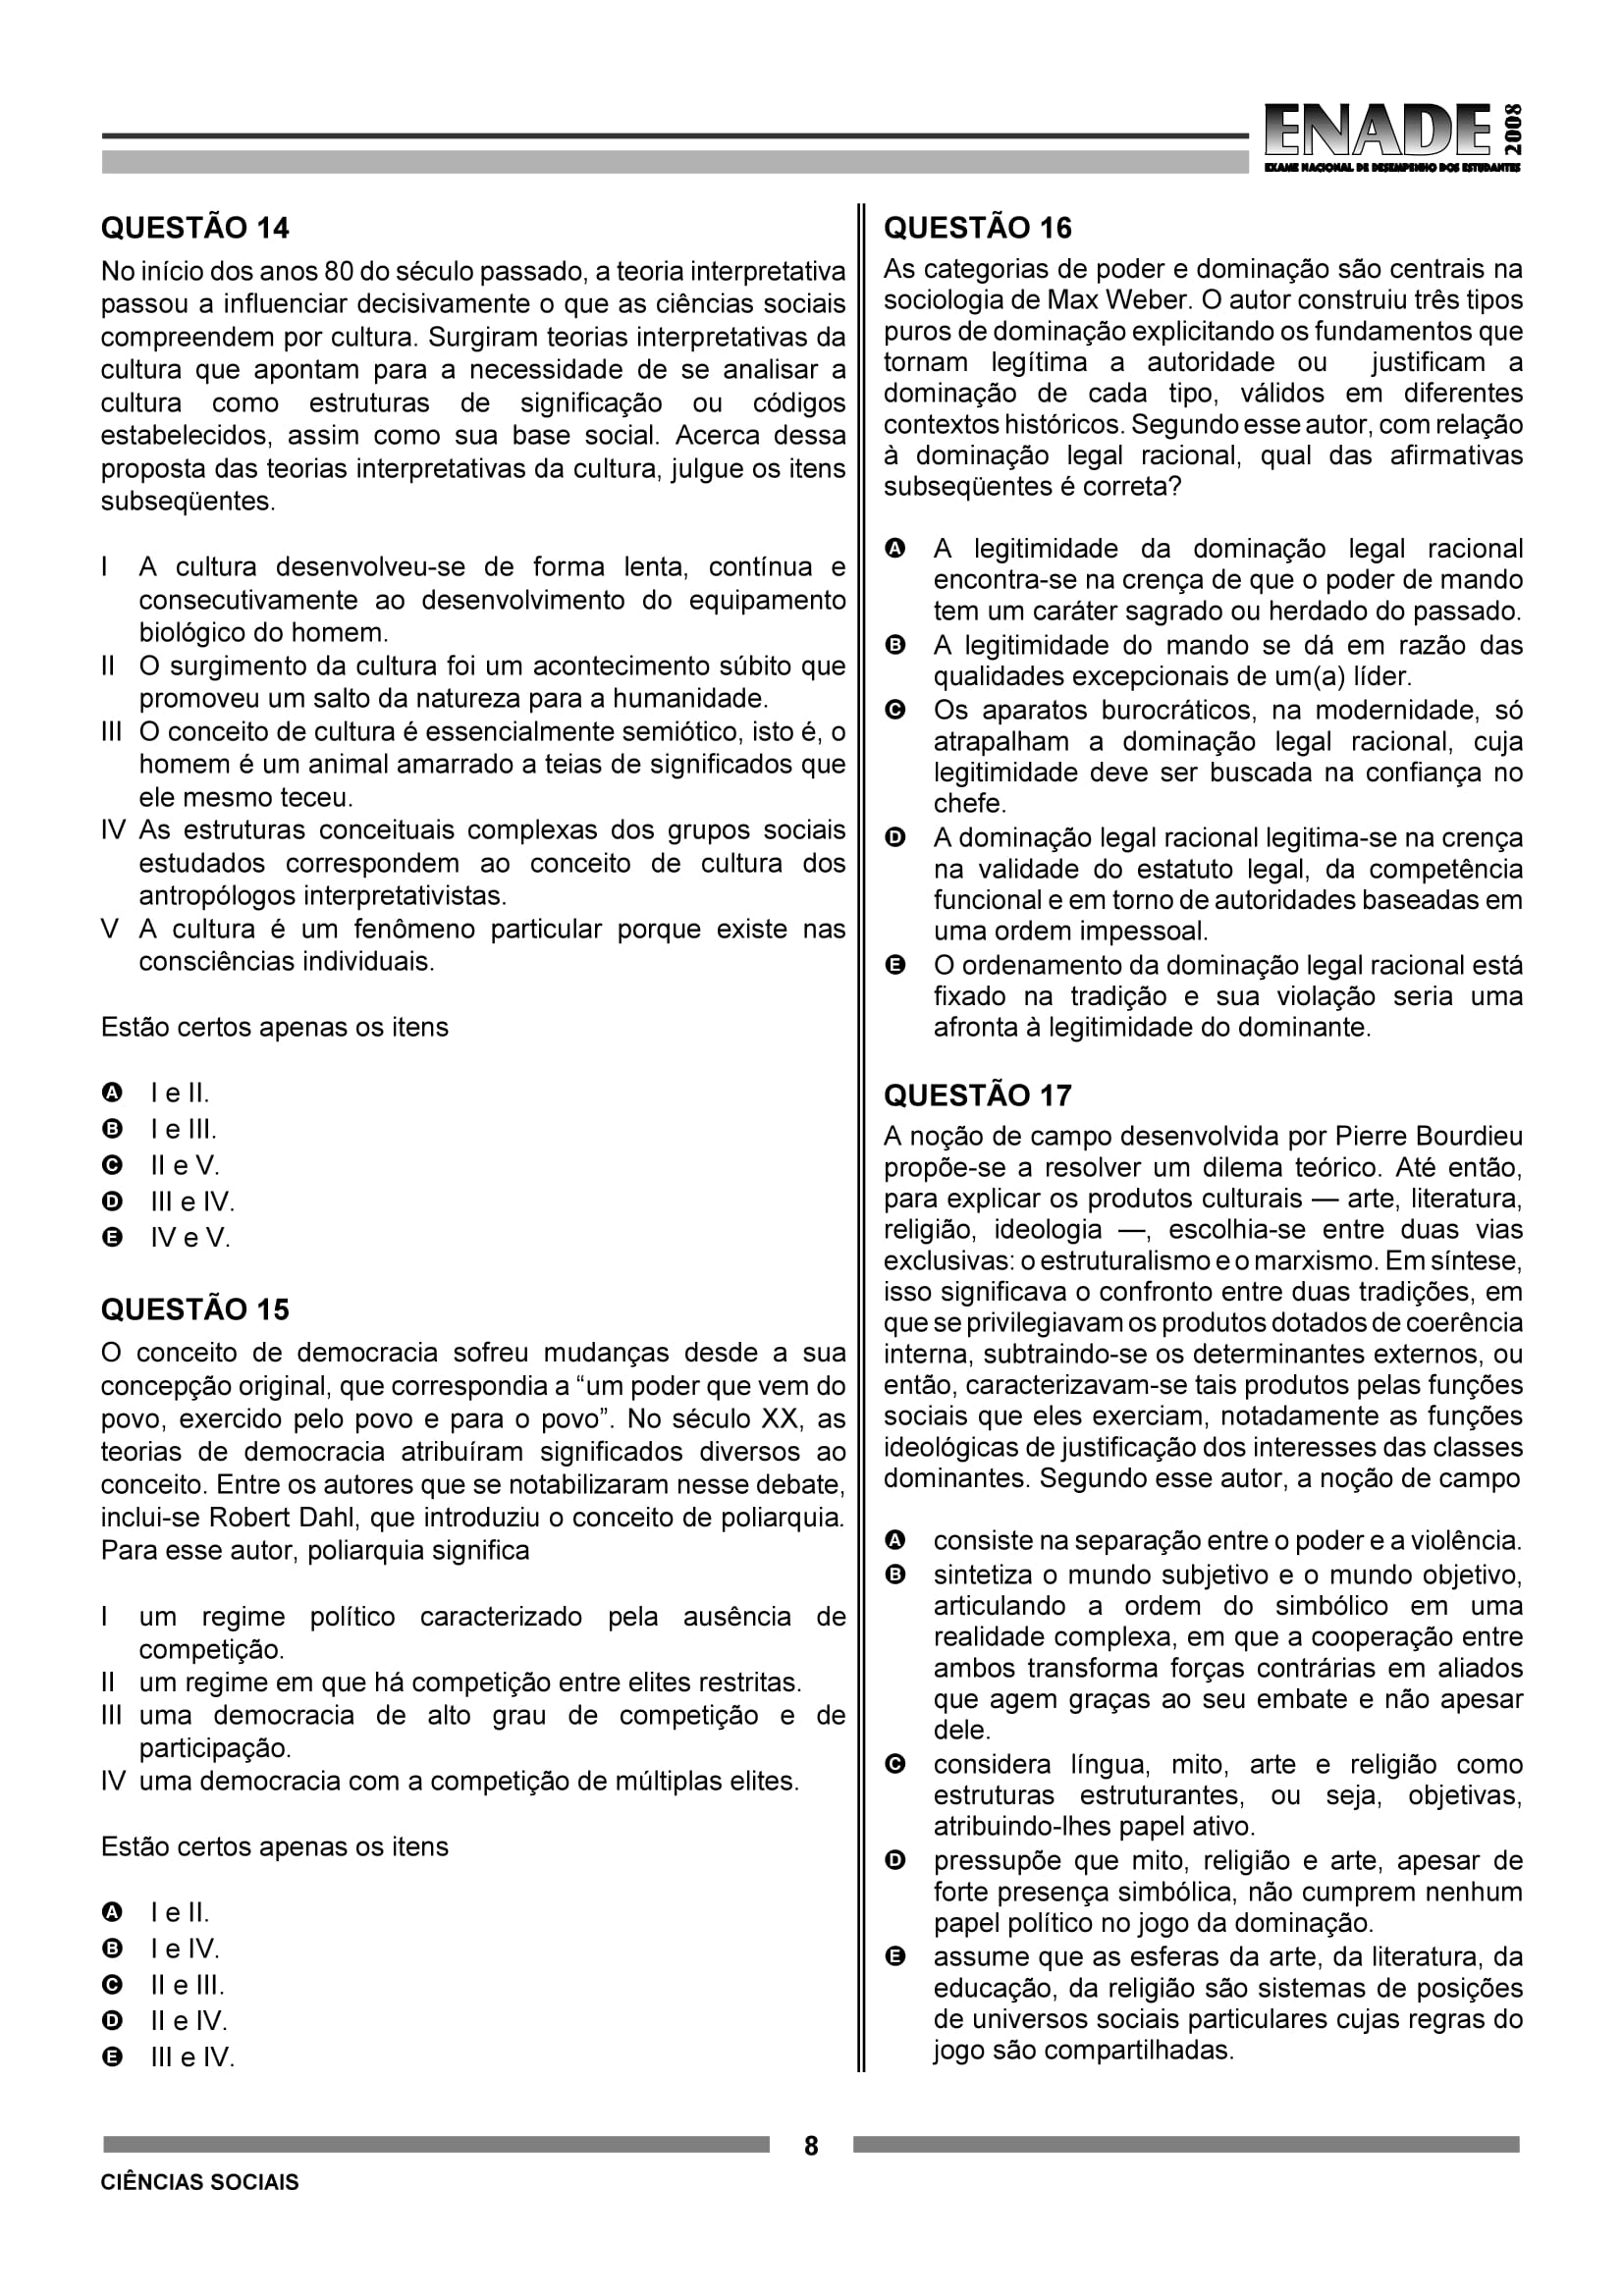 ENADE 2008
EXAME NACIONAL DE DESEMPENHO DOS ESTUDANTES
QUESTÃO 14
No início dos anos 80 do século passado, a teoria interpretativa
passou a influenciar decisivamente o que as ciências sociais
compreendem por cultura. Surgiram teorias interpretativas da
cultura que apontam para a necessidade de se analisar a
cultura como estruturas de significação ou códigos
estabelecidos, assim como sua base social. Acerca dessa
proposta das teorias interpretativas da cultura, julgue os itens
subseqüentes.
I A cultura desenvolveu-se de forma lenta, contínua e
consecutivamente ao desenvolvimento do equipamento
biológico do homem.
II O surgimento da cultura foi um acontecimento súbito que
promoveu um salto da natureza para a humanidade.
III O conceito de cultura é essencialmente semiótico, isto é, o
homem é um animal amarrado a teias de significados que
ele mesmo teceu.
IV As estruturas conceituais complexas dos grupos sociais
estudados correspondem ao conceito de cultura dos
antropólogos interpretativistas.
V A cultura é um fenômeno particular porque existe nas
consciências individuais.
Estão certos apenas os itens
A I e II.
B I e III.
C II e V.
D III e IV.
E IV e V.
QUESTÃO 15
O conceito de democracia sofreu mudanças desde a sua
concepção original, que correspondia a “um poder que vem do
povo, exercido pelo povo e para o povo”. No século XX, as
teorias de democracia atribuíram significados diversos ao
conceito. Entre os autores que se notabilizaram nesse debate,
inclui-se Robert Dahl, que introduziu o conceito de poliarquia.
Para esse autor, poliarquia significa
I um regime político caracterizado pela ausência de
competição.
II um regime em que há competição entre elites restritas.
III uma democracia de alto grau de competição e de
participação.
IV uma democracia com a competição de múltiplas elites.
Estão certos apenas os itens
A I e II.
B I e IV.
C II e III.
D II e IV.
E III e IV.
QUESTÃO 16
As categorias de poder e dominação são centrais na
sociologia de Max Weber. O autor construiu três tipos
puros de dominação explicitando os fundamentos que
tornam legítima a autoridade ou justificam a
dominação de cada tipo, válidos em diferentes
contextos históricos. Segundo esse autor, com relação
à dominação legal racional, qual das afirmativas
subseqüentes é correta?
A A legitimidade da dominação legal racional
encontra-se na crença de que o poder de mando
tem um caráter sagrado ou herdado do passado.
B A legitimidade do mando se dá em razão das
qualidades excepcionais de um(a) líder.
C Os aparatos burocráticos, na modernidade, só
atrapalham a dominação legal racional, cuja
legitimidade deve ser buscada na confiança no
chefe.
D A dominação legal racional legitima-se na crença
na validade do estatuto legal, da competência
funcional e em torno de autoridades baseadas em
uma ordem impessoal.
E O ordenamento da dominação legal racional está
fixado na tradição e sua violação seria uma
afronta à legitimidade do dominante.
QUESTÃO 17
A noção de campo desenvolvida por Pierre Bourdieu
propõe-se a resolver um dilema teórico. Até então,
para explicar os produtos culturais — arte, literatura,
religião, ideologia —, escolhia-se entre duas vias
exclusivas: o estruturalismo e o marxismo. Em síntese,
isso significava o confronto entre duas tradições, em
que se privilegiavam os produtos dotados de coerência
interna, subtraindo-se os determinantes externos, ou
então, caracterizavam-se tais produtos pelas funções
sociais que eles exerciam, notadamente as funções
ideológicas de justificação dos interesses das classes
dominantes. Segundo esse autor, a noção de campo
A consiste na separação entre o poder e a violência.
B sintetiza o mundo subjetivo e o mundo objetivo,
articulando a ordem do simbólico em uma
realidade complexa, em que a cooperação entre
ambos transforma forças contrárias em aliados
que agem graças ao seu embate e não apesar
dele.
C considera língua, mito, arte e religião como
estruturas estruturantes, ou seja, objetivas,
atribuindo-lhes papel ativo.
D pressupõe que mito, religião e arte, apesar de
forte presença simbólica, não cumprem nenhum
papel político no jogo da dominação.
E assume que as esferas da arte, da literatura, da
educação, da religião são sistemas de posições
de universos sociais particulares cujas regras do
jogo são compartilhadas.
8
CIÊNCIAS SOCIAIS